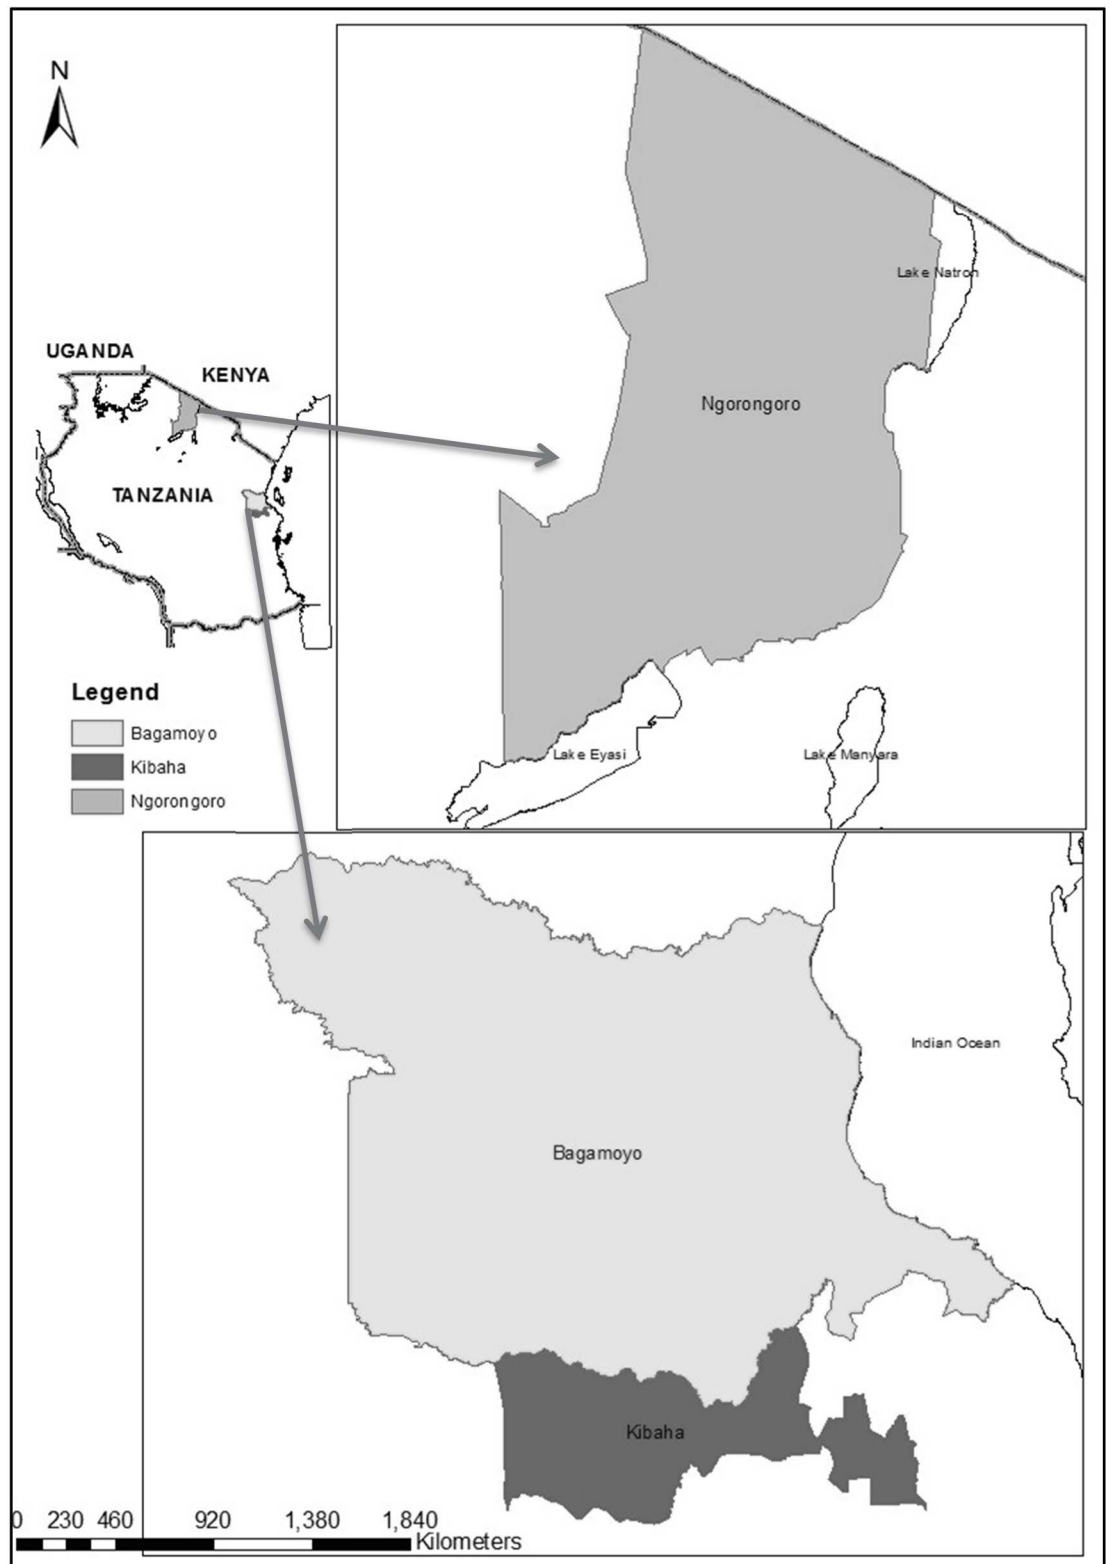 N
UGANDA
KENYA
TANZANIA
Lake Natron
Ngorongoro
Lake Eyasi
Lake Manyara
Legend
Bagamoyo
Kibaha
Ngorongoro
Indian Ocean
Bagamoyo
Kibaha
0 230 460 920 1,380 1,840
Kilometers